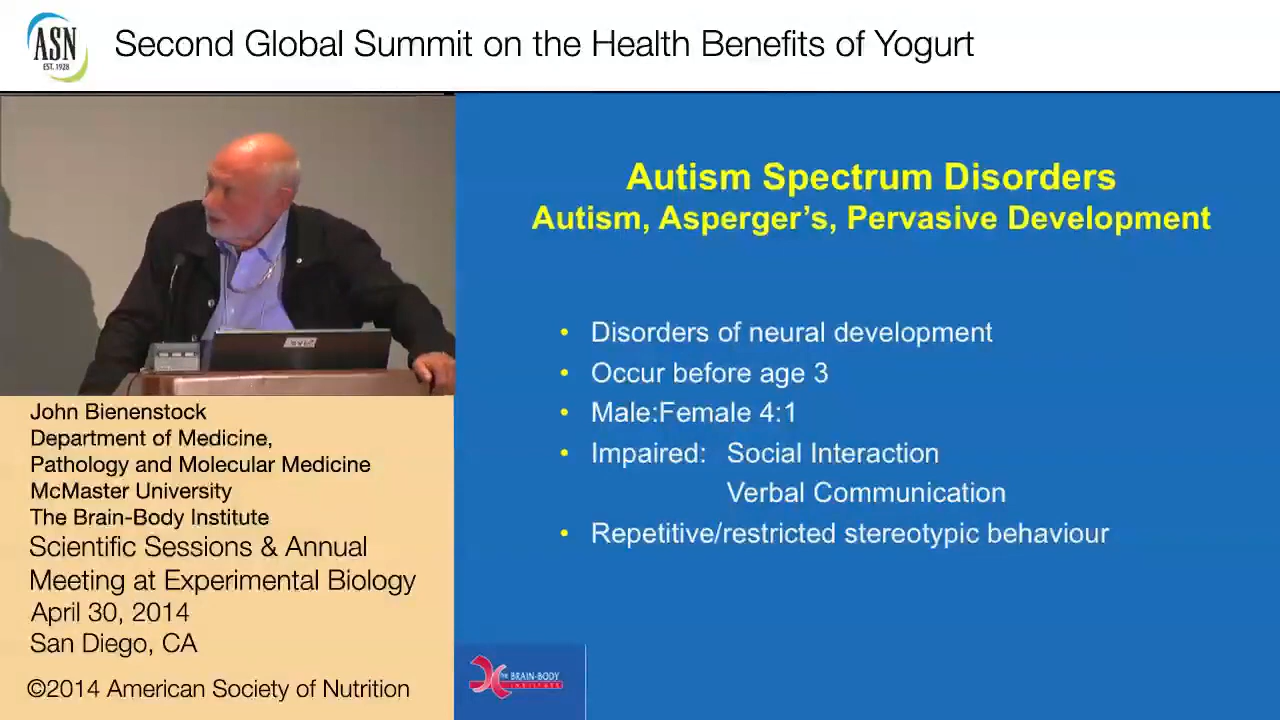 ASN
EST. 1928
Second Global Summit on the Health Benefits of Yogurt
Autism Spectrum Disorders
Autism, Asperger's, Pervasive Development
• Disorders of neural development
• Occur before age 3
• Male:Female 4:1
• Impaired: Social Interaction
Verbal Communication
• Repetitive/restricted stereotypic behaviour
John Bienenstock
Department of Medicine,
Pathology and Molecular Medicine
McMaster University
The Brain-Body Institute
Scientific Sessions & Annual
Meeting at Experimental Biology
April 30, 2014
San Diego, CA
©2014 American Society of Nutrition
THE BRAIN-BODY
INSTITUTE